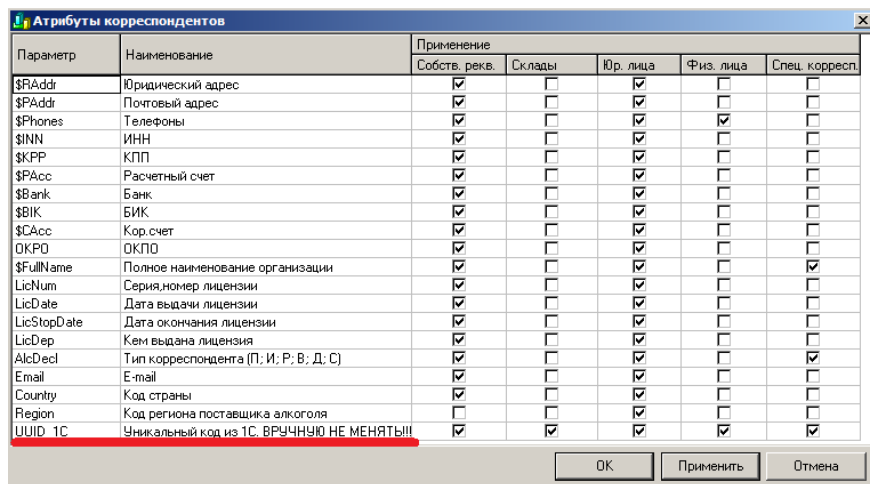 Атрибуты корреспондентов
Параметр Наименование Применение
Собств. рекв. Склады Юр. лица Физ. лица Спец. корресп.
$RAddr Юридический адрес
$PAddr Почтовый адрес
$Phones Телефоны
$INN ИНН
$KPP КПП
$PAcc Расчетный счет
$Bank Банк
$BIK БИК
$CAcc Кор.счет
OKPO ОКПО
$FullName Полное наименование организации
LicNum Серия,номер лицензии
LicDate Дата выдачи лицензии
LicStopDate Дата окончания лицензии
LicDep Кем выдана лицензия
AlcDecl Тип корреспондента (П; И; Р; В; Д; С)
Email E-mail
Country Код страны
Region Код региона поставщика алкоголя
UUID_1C Уникальный код из 1С. ВРУЧНУЮ НЕ МЕНЯТЬ!!!
OK Применить Отмена